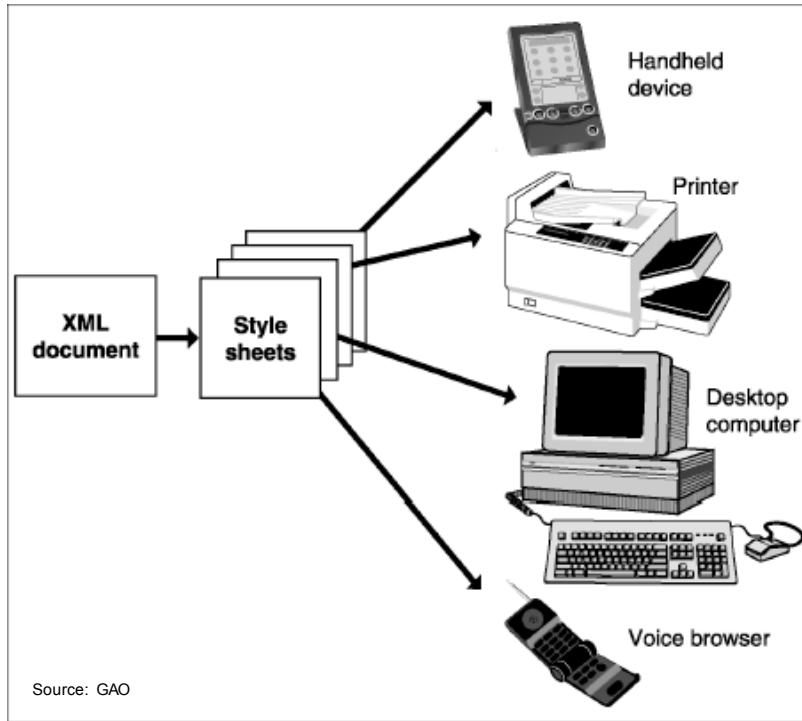 Handheld
device
Printer
XML
document
Style
sheets
Desktop
computer
Voice browser
Source: GAO